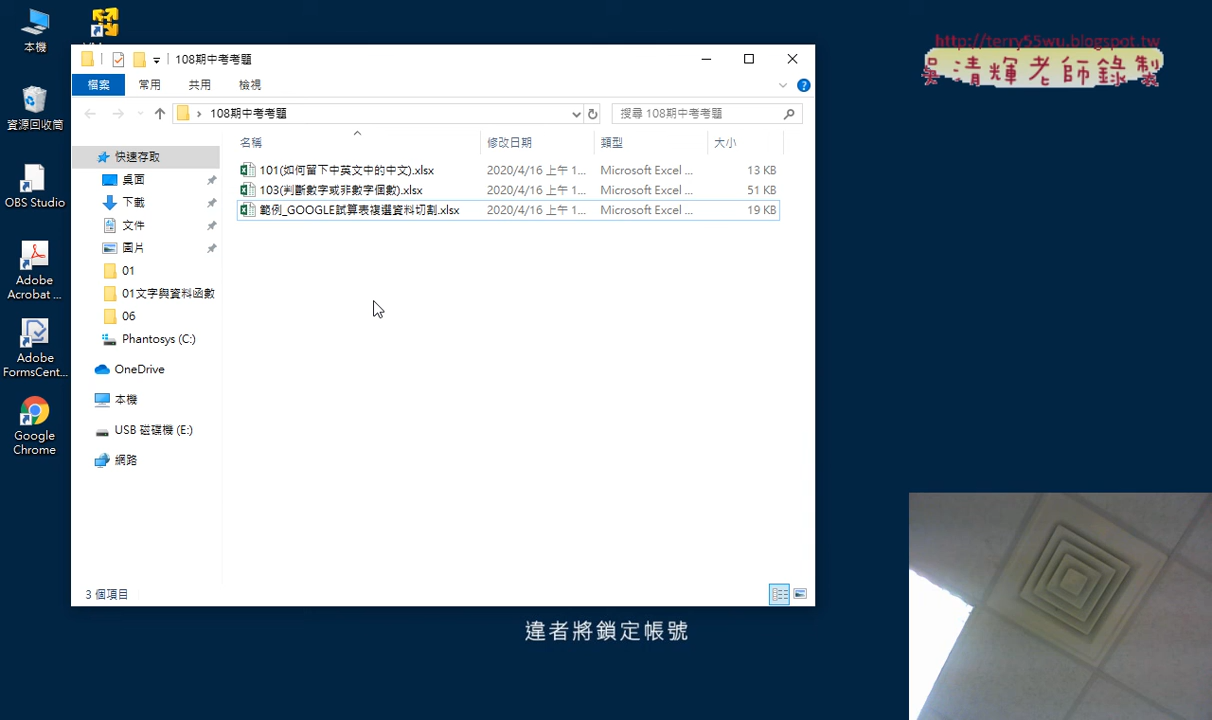 本機
資源回收筒
OBS Studio
Adobe
Acrobat ...
Adobe
FormsCent...
Google
Chrome
108期中考考題
檔案
常用
共用
檢視
108期中考考題
搜尋 108期中考考題
快速存取
桌面
下載
文件
圖片
01
01文字與資料函數
06
Phantosys (C:)
OneDrive
本機
USB 磁碟機 (E:)
網路
名稱
修改日期
類型
大小
101(如何留下中英文中的中文).xlsx
2020/4/16 上午 1...
Microsoft Excel ...
13 KB
103(判斷數字或非數字個數).xlsx
2020/4/16 上午 1...
Microsoft Excel ...
51 KB
範例_GOOGLE試算表複選資料切割.xlsx
2020/4/16 上午 1...
Microsoft Excel ...
19 KB
3 個項目
http://terry55wu.blogspot.tw
吳清輝老師錄製
違者將鎖定帳號